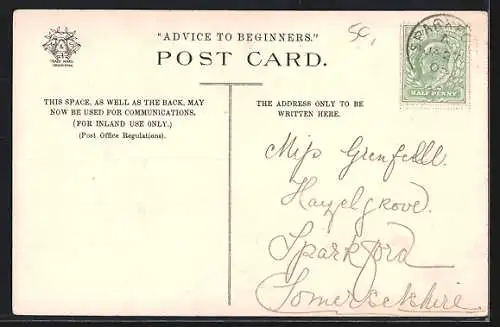 "ADVICE TO BEGINNERS."
POST CARD.
THIS SPACE, AS WELL AS THE BACK, MAY
NOW BE USED FOR COMMUNICATIONS.
(FOR INLAND USE ONLY.)
(Post Office Regulations).
THE ADDRESS ONLY TO BE
WRITTEN HERE.
HALF PENNY
Miss Grenfell.
Hazelgrove.
Sparkford
Somersetshire.